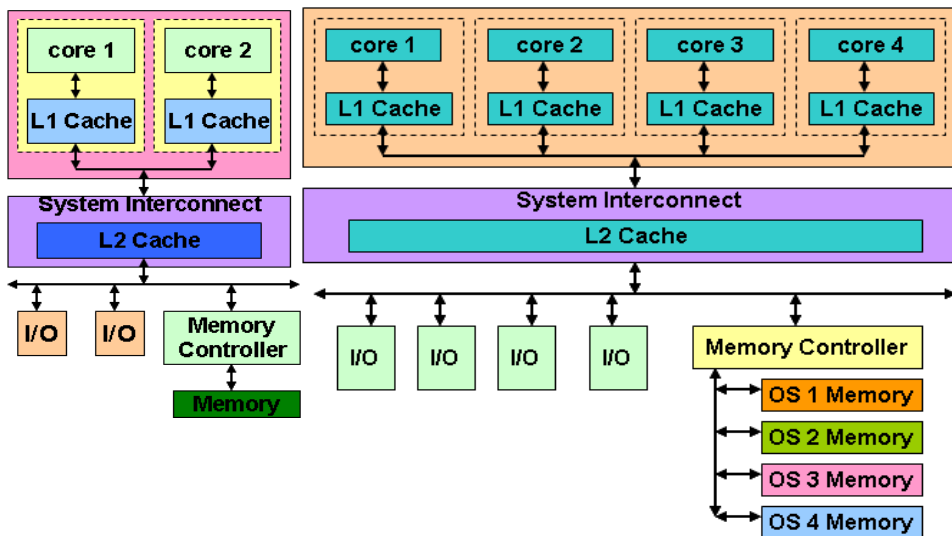 core 1
core 2
L1 Cache
L1 Cache
System Interconnect
L2 Cache
I/O
I/O
Memory
Controller
Memory
core 1
core 2
core 3
core 4
L1 Cache
L1 Cache
L1 Cache
L1 Cache
System Interconnect
L2 Cache
I/O
I/O
I/O
I/O
Memory Controller
OS 1 Memory
OS 2 Memory
OS 3 Memory
OS 4 Memory